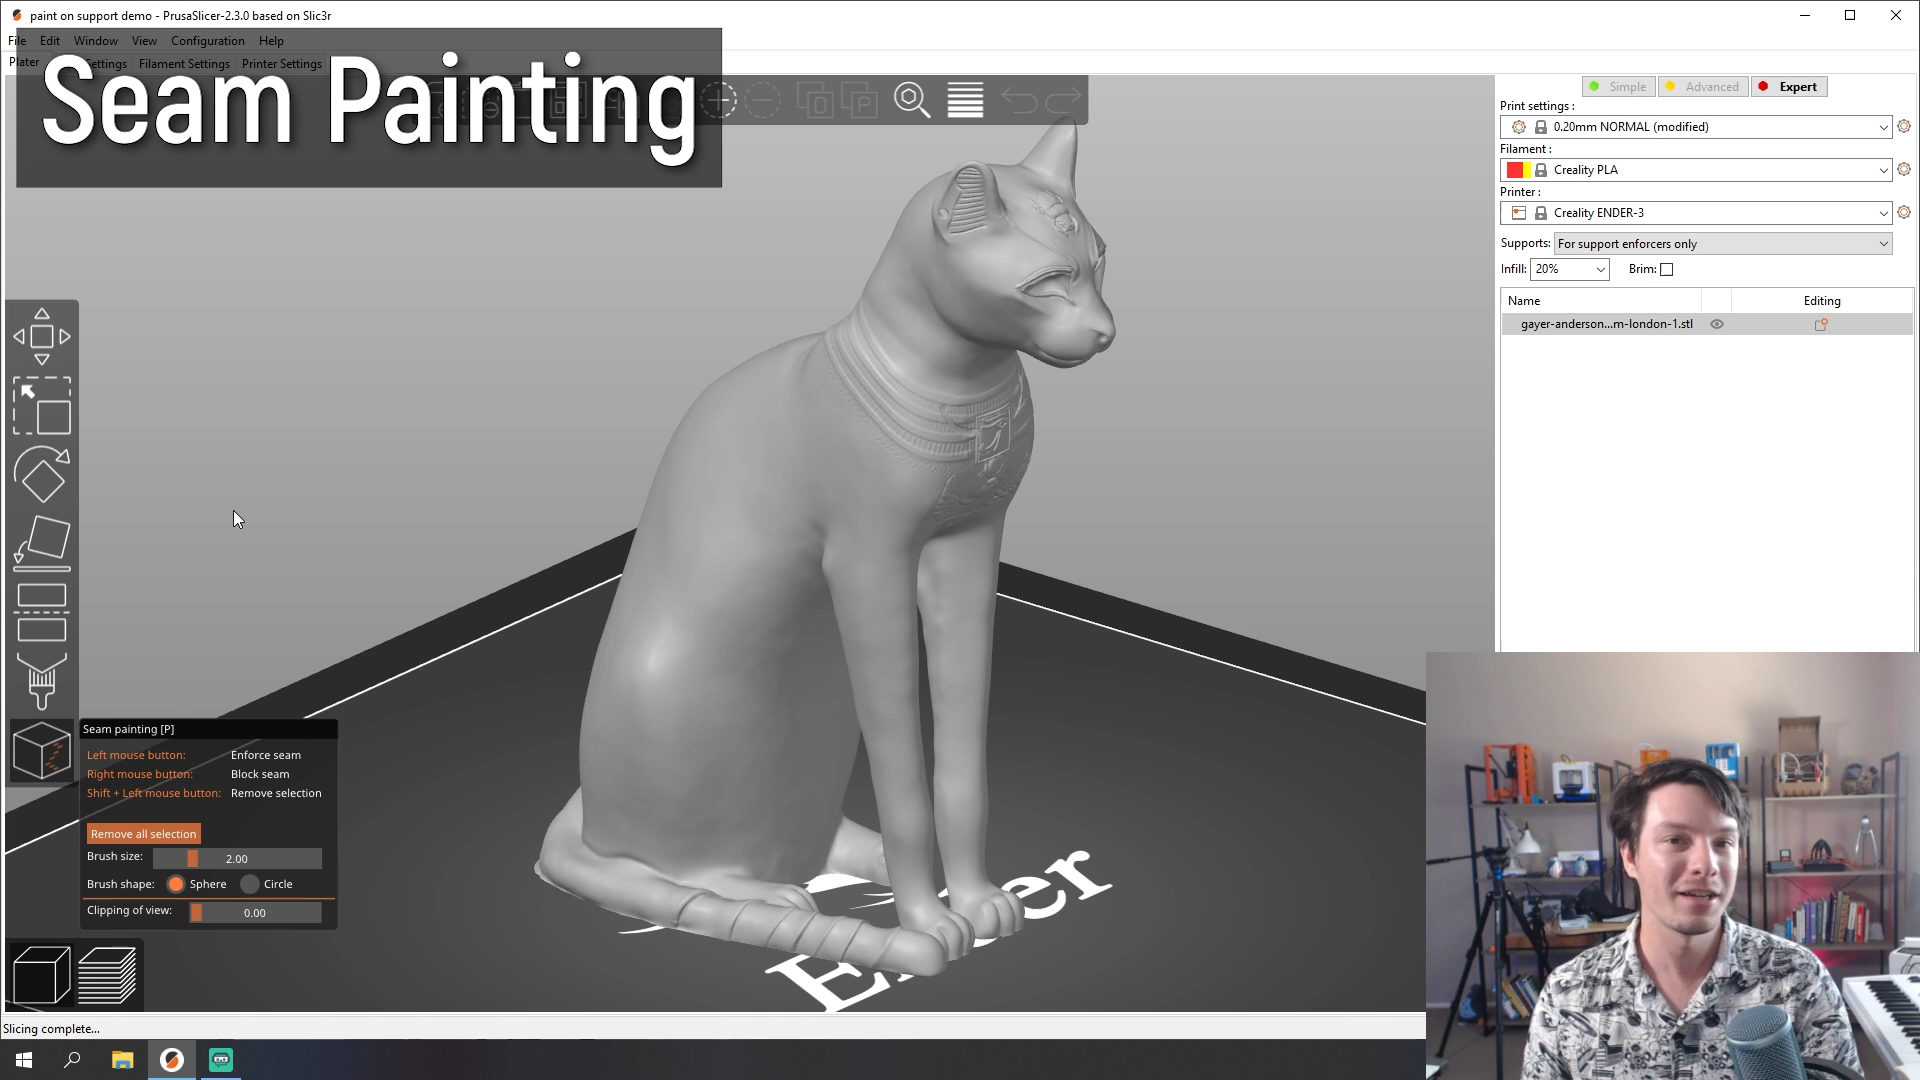 paint on support demo - PrusaSlicer-2.3.0 based on Slic3r
File Edit Window View Configuration Help
Plater Settings Filament Settings Printer Settings
Seam Painting
Simple Advanced Expert
Print settings :
0.20mm NORMAL (modified)
Filament :
Creality PLA
Printer :
Creality ENDER-3
Supports: For support enforcers only
Infill: 20% Brim:
Name Editing
gayer-anderson...m-london-1.stl
Seam painting [P]
Left mouse button: Enforce seam
Right mouse button: Block seam
Shift + Left mouse button: Remove selection
Remove all selection
Brush size: 2.00
Brush shape: Sphere Circle
Clipping of view: 0.00
Slicing complete...